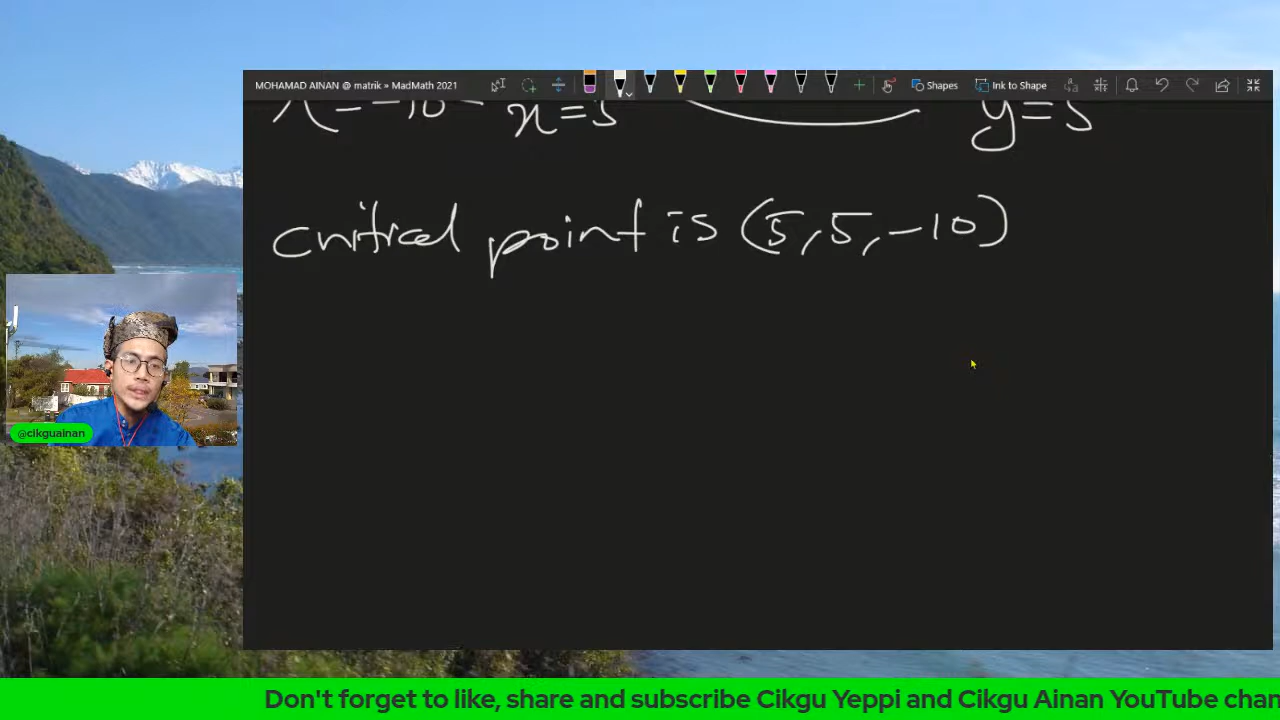 MOHAMAD AINAN @ matrik » MadMath 2021 Shapes Ink to Shape
λ = -10 x = 5 y = 5
critical point is (5, 5, -10)
@cikguainan
Don't forget to like, share and subscribe Cikgu Yeppi and Cikgu Ainan YouTube chan